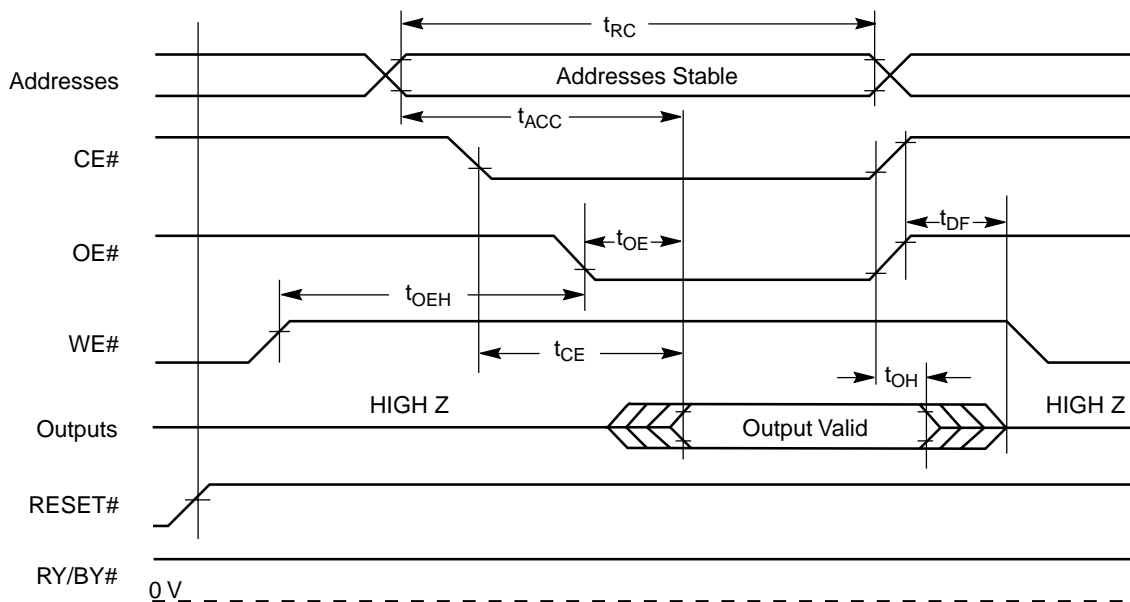 tRC
Addresses
Addresses Stable
tACC
CE#
tDF
OE#
tOE
tOEH
WE#
tCE
tOH
HIGH Z
HIGH Z
Outputs
Output Valid
RESET#
RY/BY#
0 V